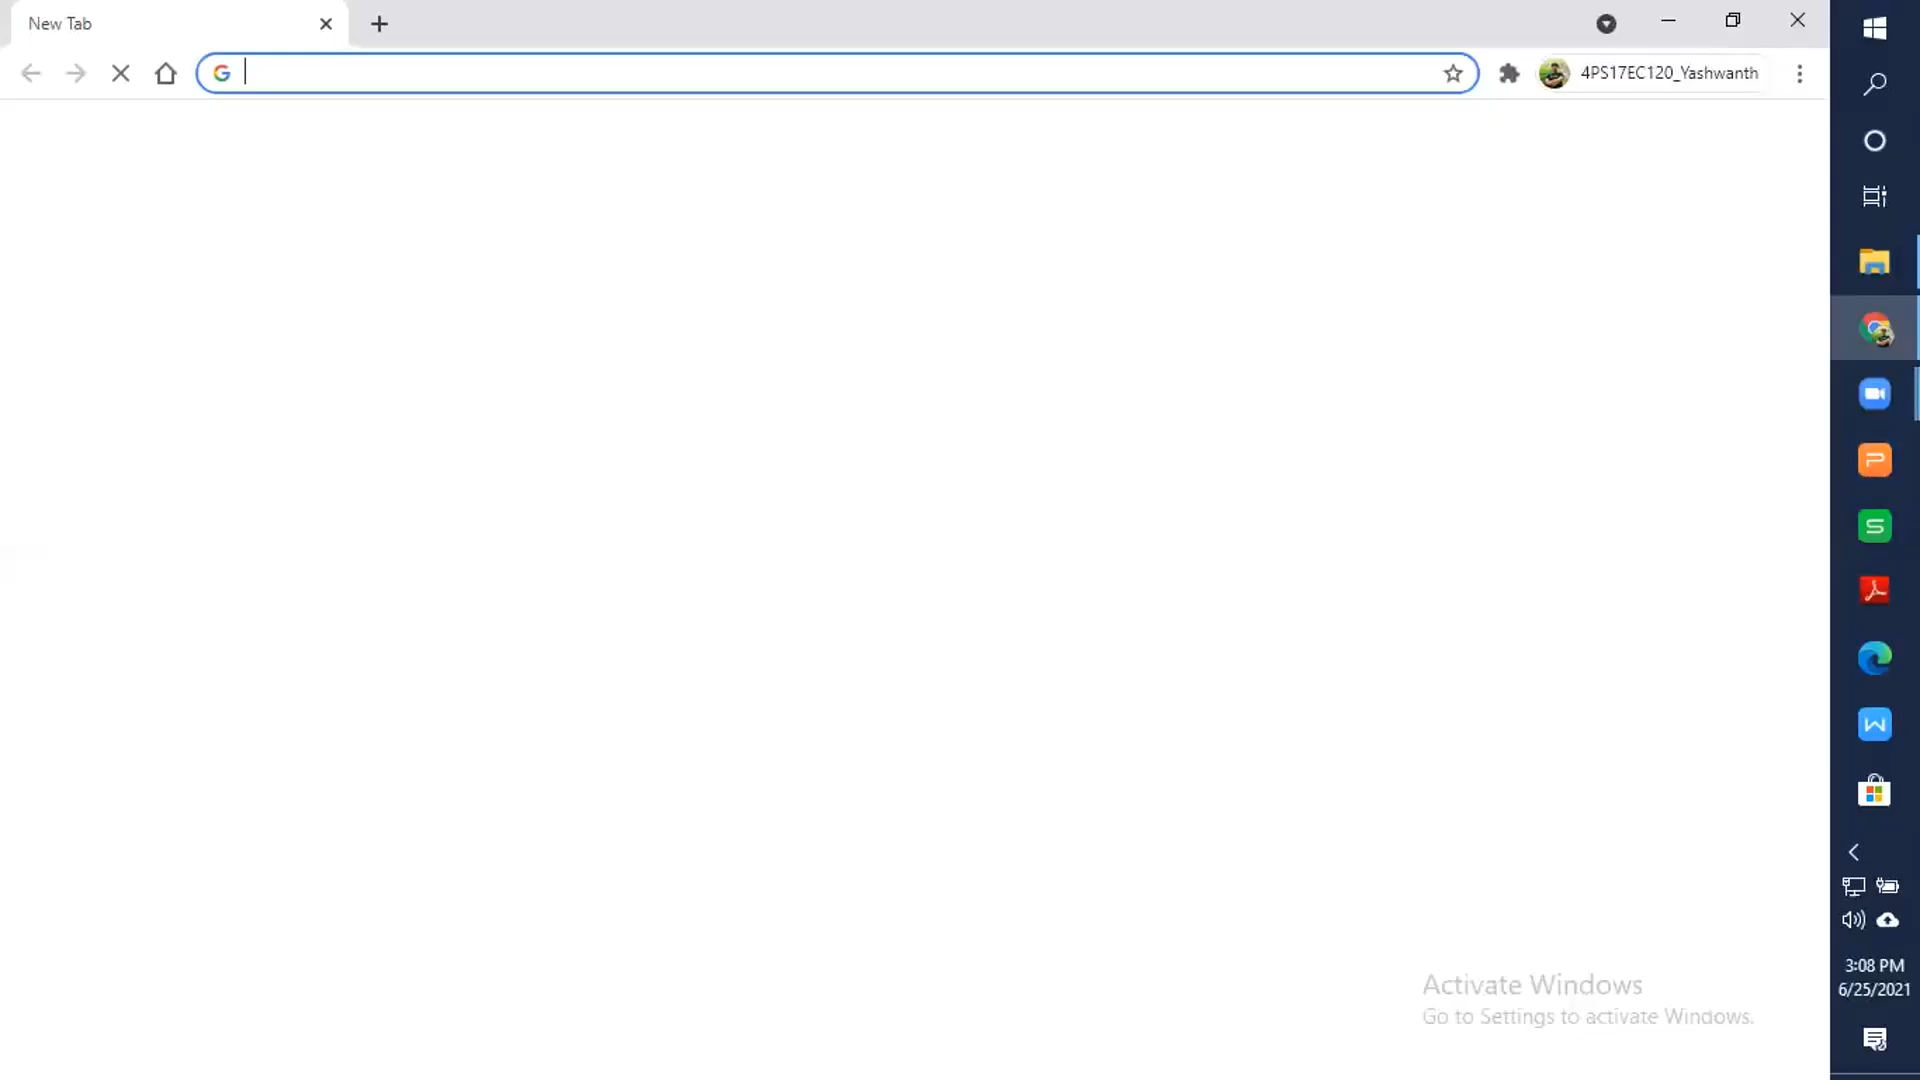 New Tab
4PS17EC120_Yashwanth
Activate Windows
Go to Settings to activate Windows.
3:08 PM
6/25/2021